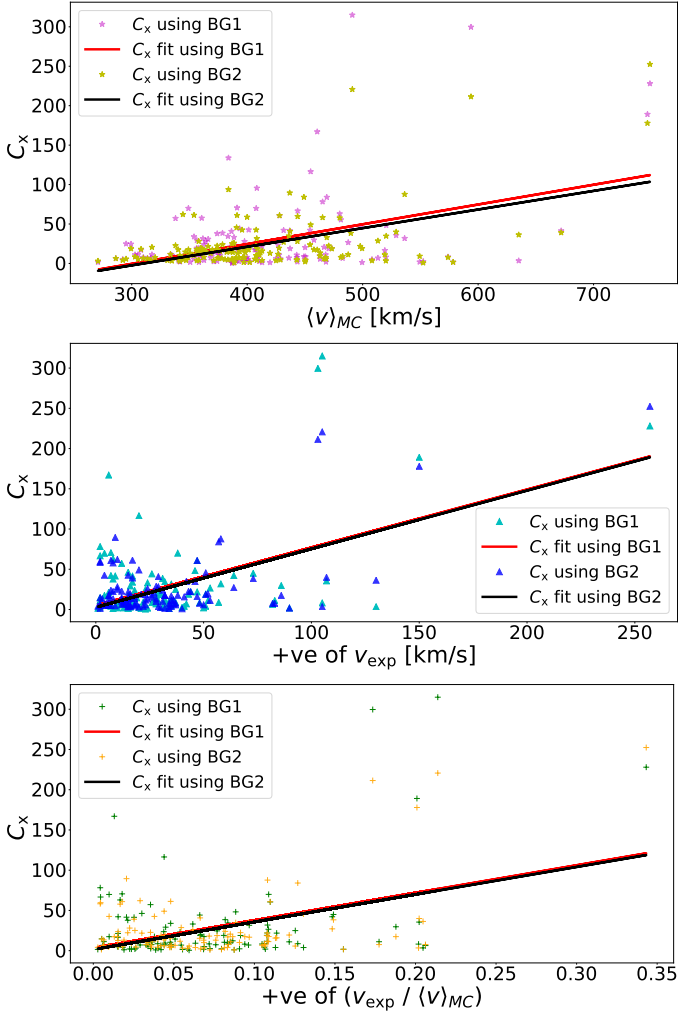 C_x using BG1
C_x fit using BG1
C_x using BG2
C_x fit using BG2
300
250
200
150
100
50
0
C_x
300 400 500 600 700
⟨v⟩_MC [km/s]
300
250
200
150
100
50
0
C_x
C_x using BG1
C_x fit using BG1
C_x using BG2
C_x fit using BG2
0 50 100 150 200 250
+ve of v_exp [km/s]
C_x using BG1
C_x fit using BG1
C_x using BG2
C_x fit using BG2
300
250
200
150
100
50
0
C_x
0.00 0.05 0.10 0.15 0.20 0.25 0.30 0.35
+ve of (v_exp / ⟨v⟩_MC)